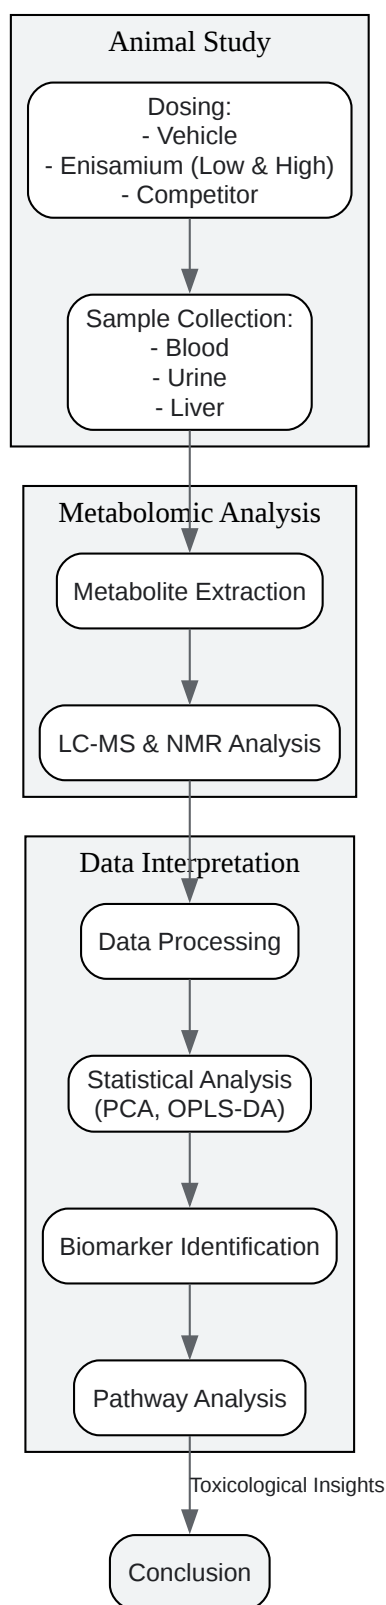 Animal Study
Dosing:
- Vehicle
- Enisamium (Low & High)
- Competitor
Sample Collection:
- Blood
- Urine
- Liver
Metabolomic Analysis
Metabolite Extraction
LC-MS & NMR Analysis
Data Interpretation
Data Processing
Statistical Analysis
(PCA, OPLS-DA)
Biomarker Identification
Pathway Analysis
Toxicological Insights
Conclusion